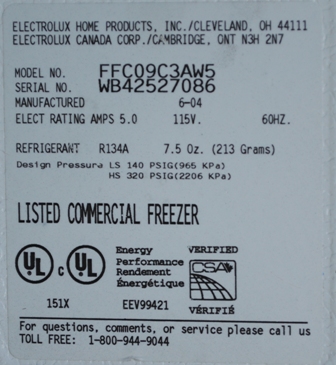 ELECTROLUX HOME PRODUCTS, INC./CLEVELAND, OH 44111
ELECTROLUX CANADA CORP./CAMBRIDGE, ONT N3H 2N7
MODEL NO. FFC09C3AW5
SERIAL NO. WB42527086
MANUFACTURED 6-04
ELECT RATING AMPS 5.0 115V. 60HZ.
REFRIGERANT R134A 7.5 Oz. (213 Grams)
Design Pressura LS 140 PSIG(965 KPa)
HS 320 PSIG(2206 KPa)
LISTED COMMERCIAL FREEZER
UL c UL
Energy
Performance
Rendement
Énergétique
VERIFIED
CSA
VÉRIFIÉ
151X EEV99421
For questions, comments, or service please call us
TOLL FREE: 1-800-944-9044